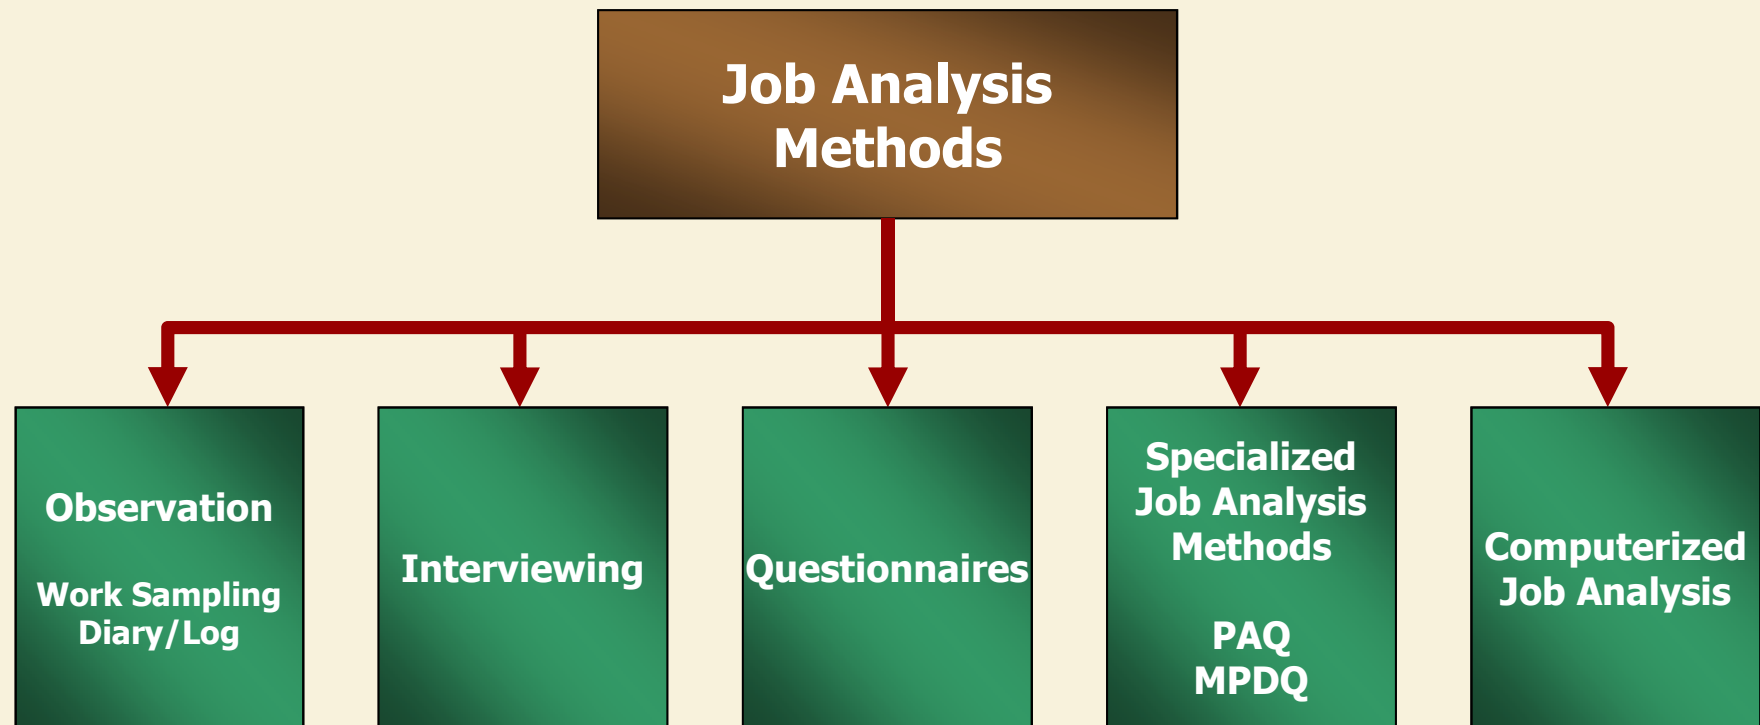 Job Analysis
Methods
Observation
Work Sampling
Diary/Log
Interviewing
Questionnaires
Specialized
Job Analysis
Methods
PAQ
MPDQ
Computerized
Job Analysis